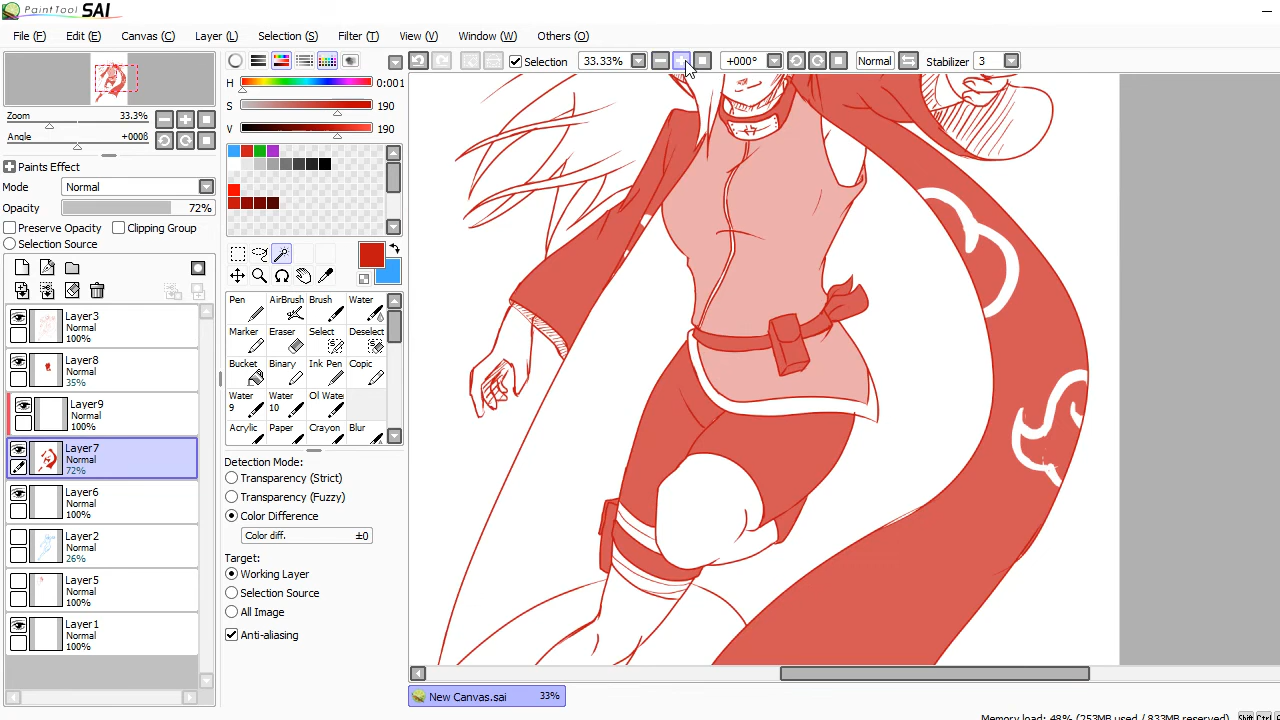 PaintTool SAI
File (F) Edit (E) Canvas (C) Layer (L) Selection (S) Filter (T) View (V) Window (W) Others (O)
Selection 33.33% +000° Normal Stabilizer 3
Zoom 33.3%
Angle +000ß
Paints Effect
Mode Normal
Opacity 72%
Preserve Opacity Clipping Group
Selection Source
Layer3
Normal
100%
Layer8
Normal
35%
Layer9
Normal
100%
Layer7
Normal
72%
Layer6
Normal
100%
Layer2
Normal
26%
Layer5
Normal
100%
Layer1
Normal
100%
H 0:001
S 190
V 190
Pen AirBrush Brush Water
Marker Eraser Select Deselect
Bucket Binary Ink Pen Copic
Water 9 Water 10 Ol Wate
Acrylic Paper Crayon Blur
Detection Mode:
Transparency (Strict)
Transparency (Fuzzy)
Color Difference
Color diff. ±0
Target:
Working Layer
Selection Source
All Image
Anti-aliasing
New Canvas.sai 33%
Memory load: 48% (253MB used / 833MB reserved)